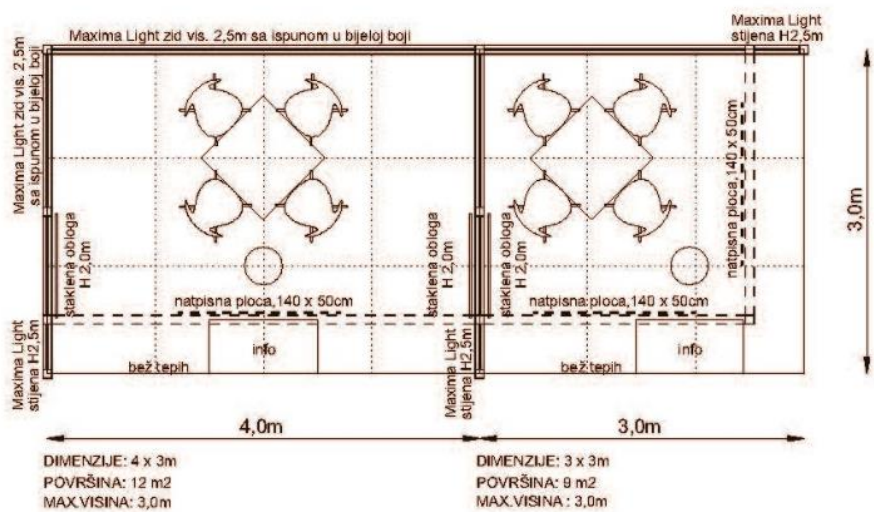 Maxima Light
stijena H2,5m
Maxima Light zid vis. 2,5m sa ispunom u bijeloj boji
Maxima Light zid vis. 2,5m
sa ispunom u bijeloj boji
natpisna ploca,140 x 50cm
3,0m
staklena obloga
H 2,0m
staklena obloga
H 2,0m
natpisna ploca,140 x 50cm
natpisna ploca,140 x 50cm
Maxima Light
stijena H2,5m
info
bež tepih
Maxima Light
stijena H2,5m
info
bež tepih
4,0m
3,0m
DIMENZIJE: 4 x 3m
POVRŠINA: 12 m2
MAX.VISINA: 3,0m
DIMENZIJE: 3 x 3m
POVRŠINA: 9 m2
MAX.VISINA : 3,0m